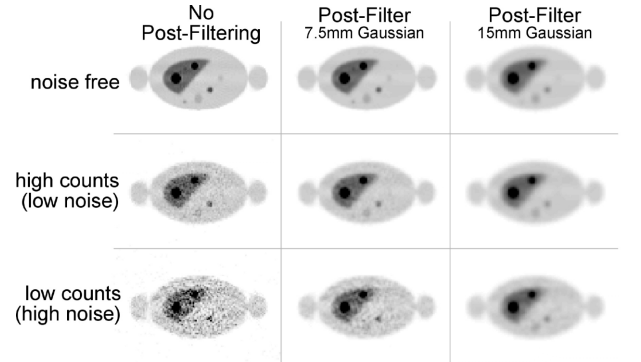 No
Post-Filtering
Post-Filter
7.5mm Gaussian
Post-Filter
15mm Gaussian
noise free
high counts
(low noise)
low counts
(high noise)